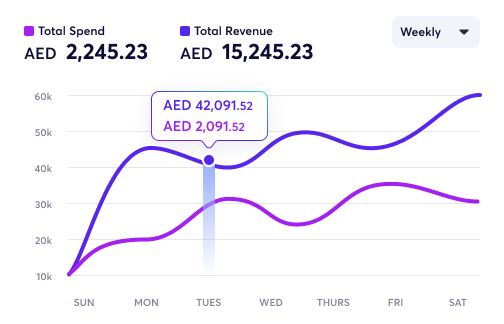 Total Spend
AED 2,245.23
Total Revenue
AED 15,245.23
Weekly
AED 42,091.52
AED 2,091.52
60k
50k
40k
30k
20k
10k
SUN MON TUES WED THURS FRI SAT